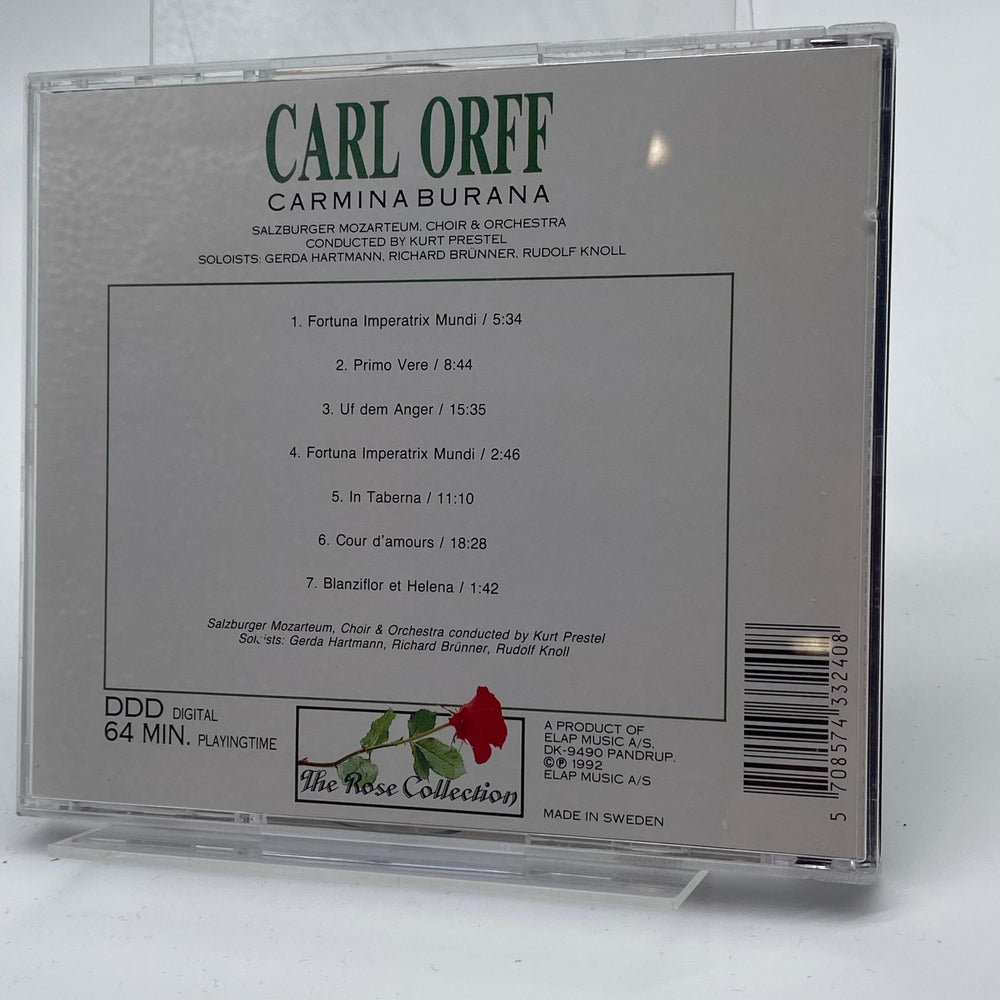 CARL ORFF
CARMINA BURANA
SALZBURGER MOZARTEUM, CHOIR & ORCHESTRA
CONDUCTED BY KURT PRESTEL
SOLOISTS: GERDA HARTMANN, RICHARD BRÜNNER, RUDOLF KNOLL
1. Fortuna Imperatrix Mundi / 5:34
2. Primo Vere / 8:44
3. Uf dem Anger / 15:35
4. Fortuna Imperatrix Mundi / 2:46
5. In Taberna / 11:10
6. Cour d'amours / 18:28
7. Blanziflor et Helena / 1:42
Salzburger Mozarteum, Choir & Orchestra conducted by Kurt Prestel
Soloists: Gerda Hartmann, Richard Brünner, Rudolf Knoll
DDD DIGITAL
64 MIN. PLAYINGTIME
The Rose Collection
A PRODUCT OF
ELAP MUSIC A/S,
DK-9490 PANDRUP.
©℗ 1992
ELAP MUSIC A/S
MADE IN SWEDEN
5 708574 332408